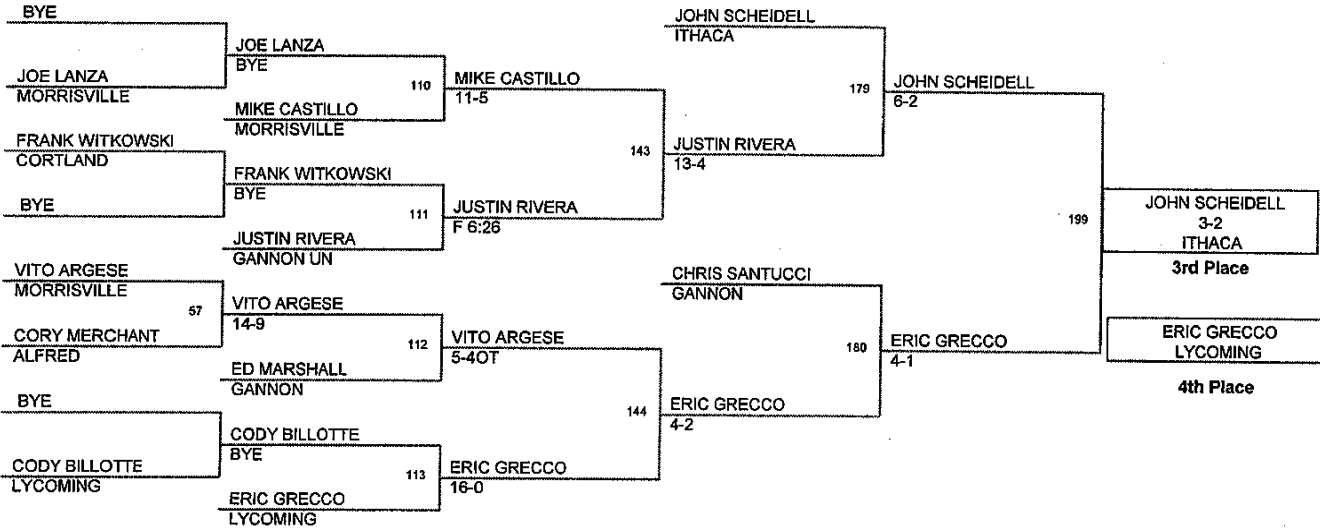 BYE
JOE LANZA
MORRISVILLE
FRANK WITKOWSKI
CORTLAND
BYE
VITO ARGESE
MORRISVILLE
57
CORY MERCHANT
ALFRED
BYE
CODY BILLOTTE
LYCOMING
JOE LANZA
BYE
110
MIKE CASTILLO
MORRISVILLE
FRANK WITKOWSKI
BYE
111
JUSTIN RIVERA
GANNON UN
VITO ARGESE
14-9
112
ED MARSHALL
GANNON
CODY BILLOTTE
BYE
113
ERIC GRECCO
LYCOMING
MIKE CASTILLO
11-5
143
JUSTIN RIVERA
F 6:26
VITO ARGESE
5-4OT
144
ERIC GRECCO
16-0
JOHN SCHEIDELL
ITHACA
179
JUSTIN RIVERA
13-4
CHRIS SANTUCCI
GANNON
180
ERIC GRECCO
4-2
JOHN SCHEIDELL
6-2
199
ERIC GRECCO
4-1
JOHN SCHEIDELL
3-2
ITHACA
3rd Place
ERIC GRECCO
LYCOMING
4th Place